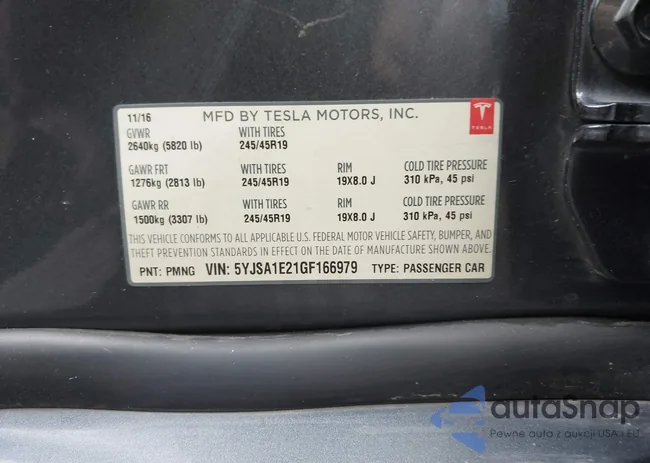 11/16 MFD BY TESLA MOTORS, INC.
TESLA
GVWR WITH TIRES
2640kg (5820 lb) 245/45R19
GAWR FRT WITH TIRES RIM COLD TIRE PRESSURE
1276kg (2813 lb) 245/45R19 19X8.0 J 310 kPa, 45 psi
GAWR RR WITH TIRES RIM COLD TIRE PRESSURE
1500kg (3307 lb) 245/45R19 19X8.0 J 310 kPa, 45 psi
THIS VEHICLE CONFORMS TO ALL APPLICABLE U.S. FEDERAL MOTOR VEHICLE SAFETY, BUMPER, AND
THEFT PREVENTION STANDARDS IN EFFECT ON THE DATE OF MANUFACTURE SHOWN ABOVE.
PNT: PMNG VIN: 5YJSA1E21GF166979 TYPE: PASSENGER CAR
autoSnap
Pewne auto z aukcji USA i EU